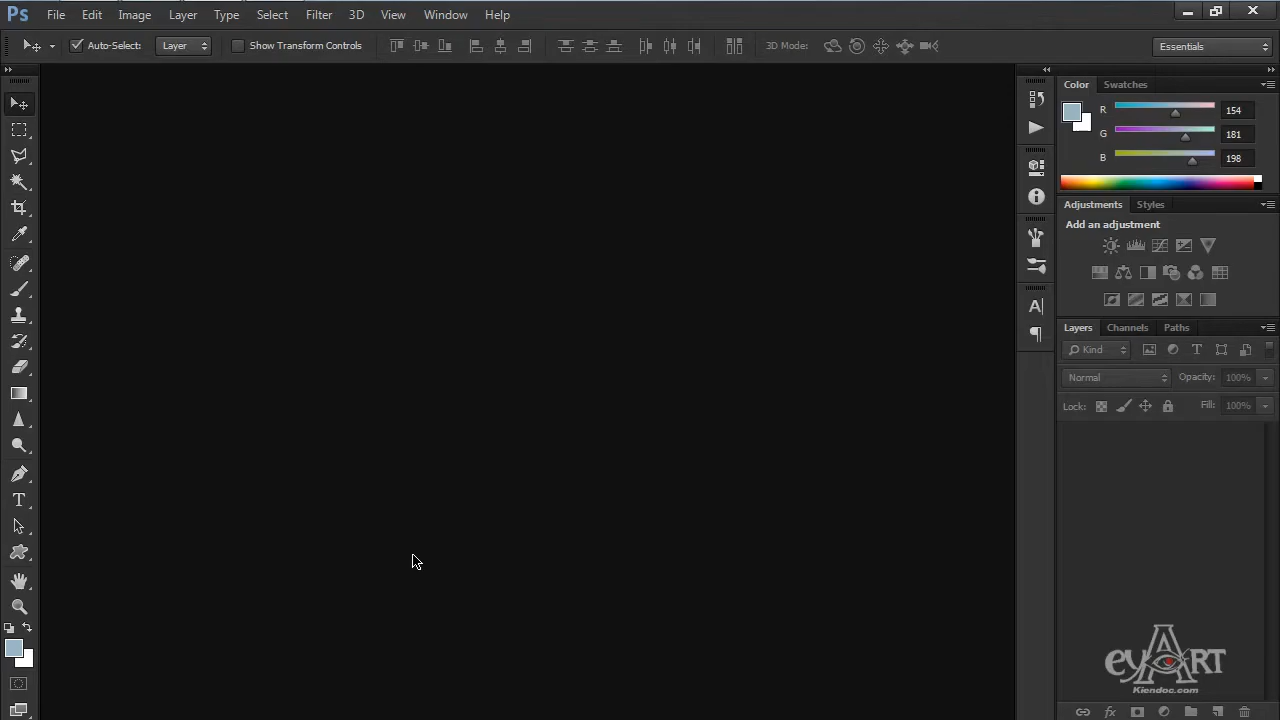 Ps File Edit Image Layer Type Select Filter 3D View Window Help
Auto-Select: Layer Show Transform Controls 3D Mode: Essentials
Color Swatches
R 154
G 181
B 198
Adjustments Styles
Add an adjustment
Layers Channels Paths
Kind
Normal Opacity: 100%
Lock: Fill: 100%
eyART
Kiendoc.com